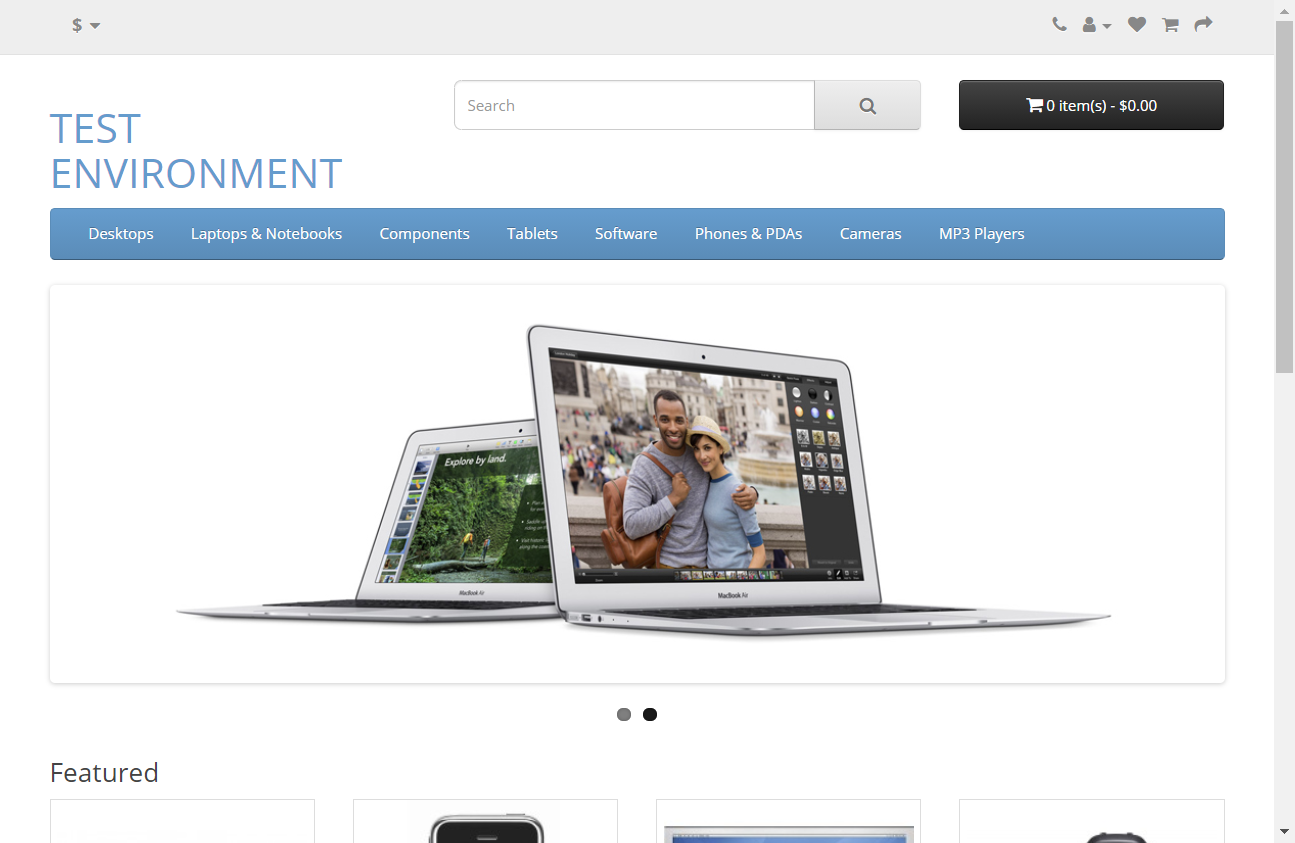 $
Search
0 item(s) - $0.00
TEST
ENVIRONMENT
Desktops
Laptops & Notebooks
Components
Tablets
Software
Phones & PDAs
Cameras
MP3 Players
Explore by land.
MacBook Air
MacBook Air
Featured